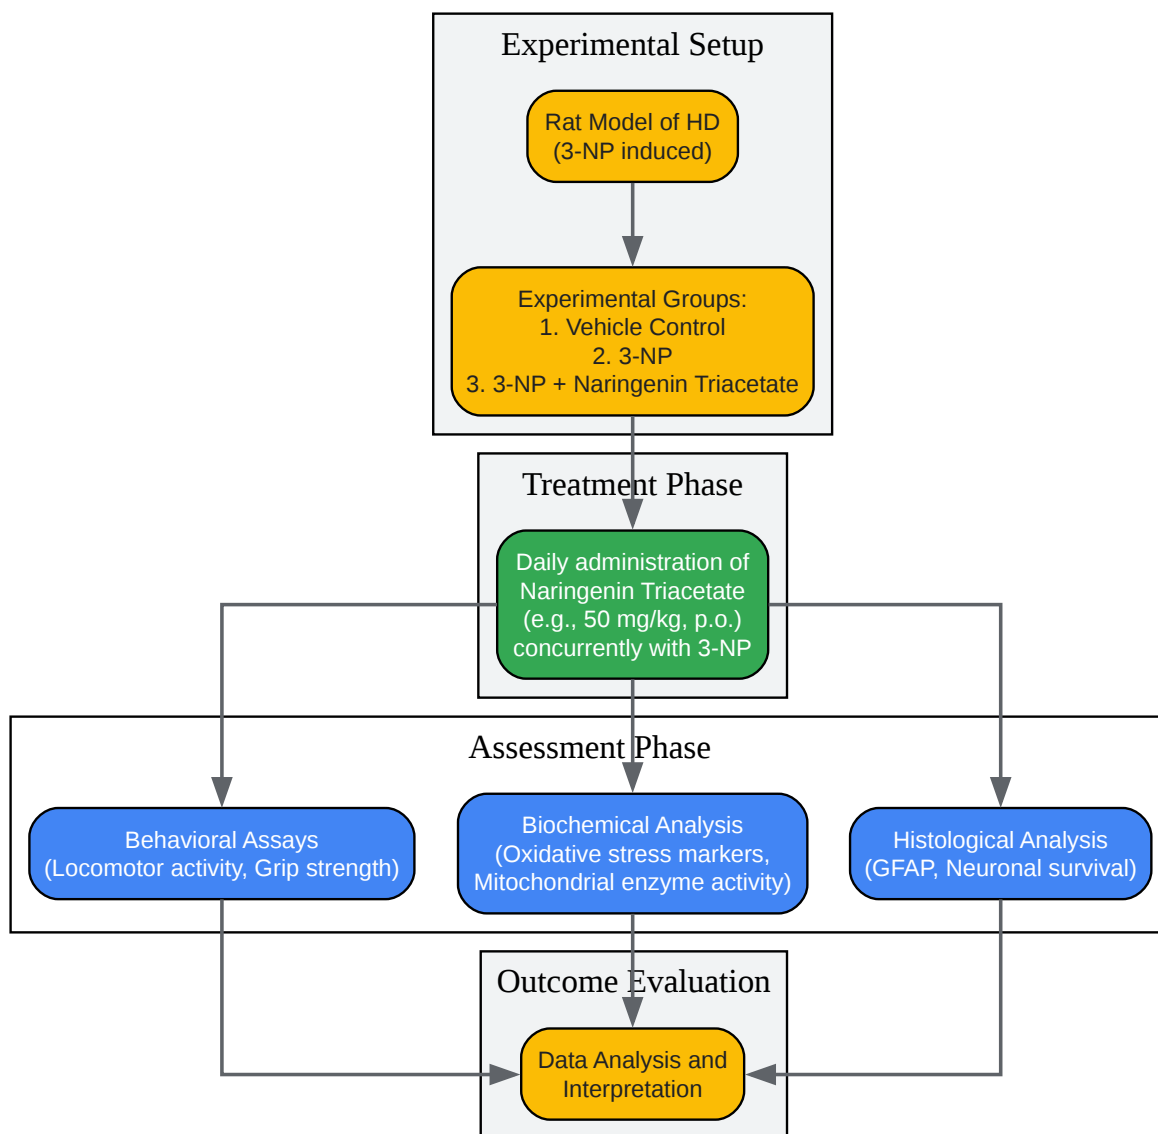 Experimental Setup
Rat Model of HD
(3-NP induced)
Experimental Groups:
1. Vehicle Control
2. 3-NP
3. 3-NP + Naringenin Triacetate
Treatment Phase
Daily administration of
Naringenin Triacetate
(e.g., 50 mg/kg, p.o.)
concurrently with 3-NP
Assessment Phase
Behavioral Assays
(Locomotor activity, Grip strength)
Biochemical Analysis
(Oxidative stress markers,
Mitochondrial enzyme activity)
Histological Analysis
(GFAP, Neuronal survival)
Outcome Evaluation
Data Analysis and
Interpretation